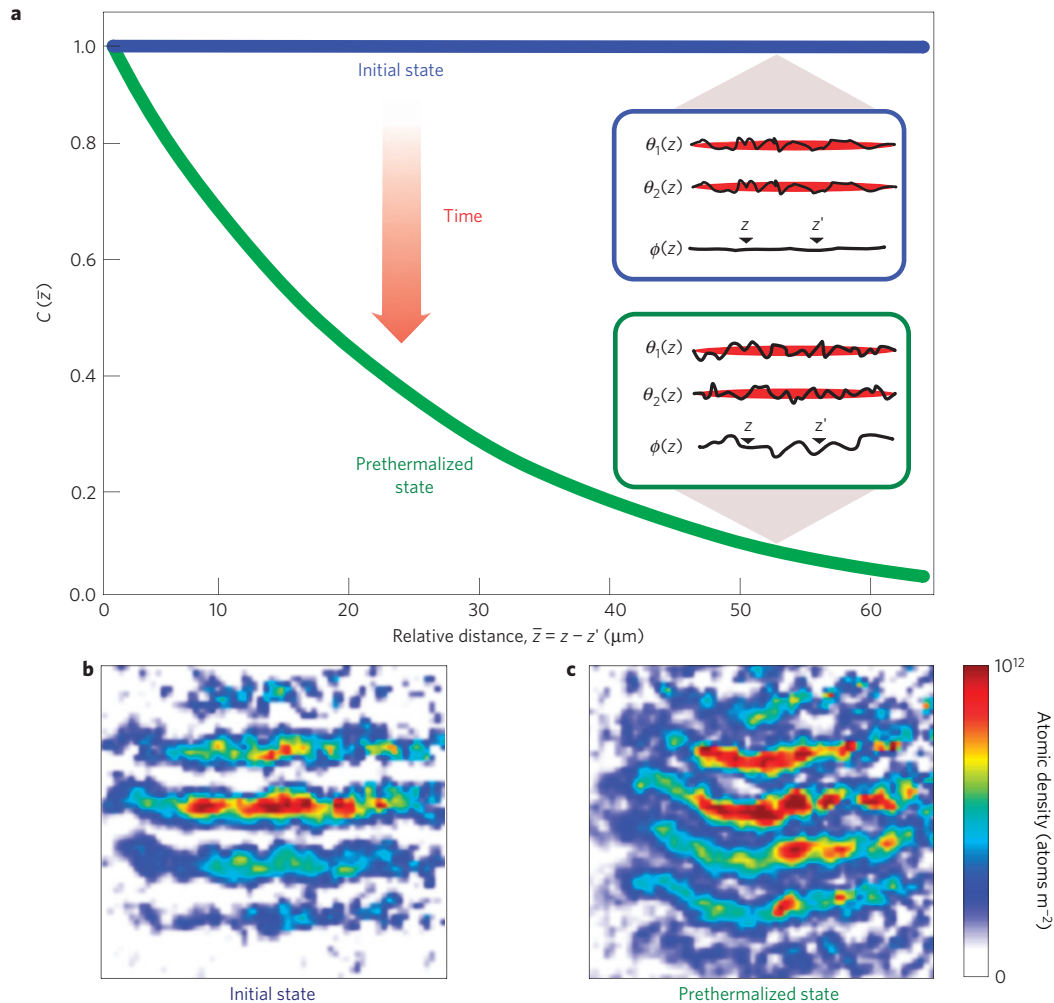 a
1.0
0.8
0.6
0.4
0.2
0.0
C (z̄)
Initial state
Time
Prethermalized
state
θ₁(z)
θ₂(z)
z z'
ϕ(z)
θ₁(z)
θ₂(z)
z z'
ϕ(z)
0 10 20 30 40 50 60
Relative distance, z̄ = z – z' (μm)
b
c
10¹²
Atomic density (atoms m⁻²)
0
Initial state
Prethermalized state